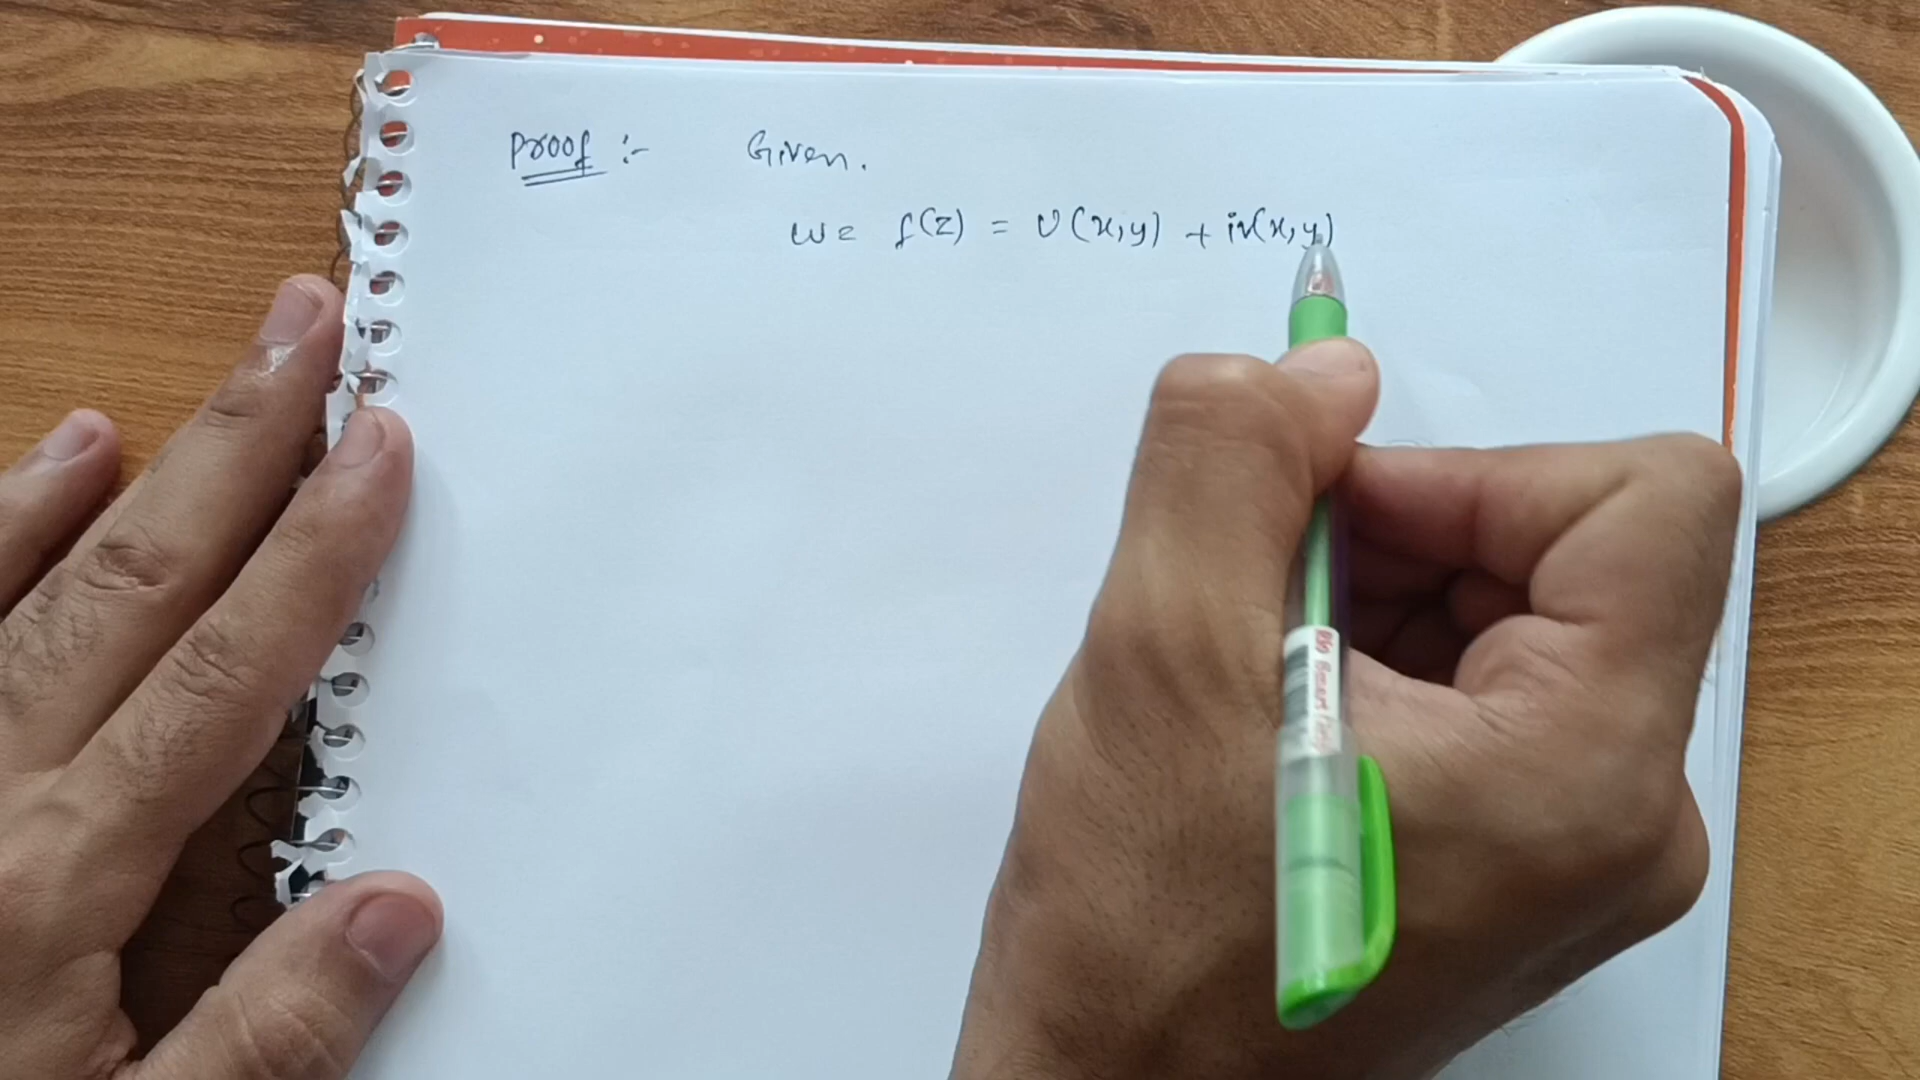 Proof :- Given.
w = f(z) = U(x,y) + iv(x,y)